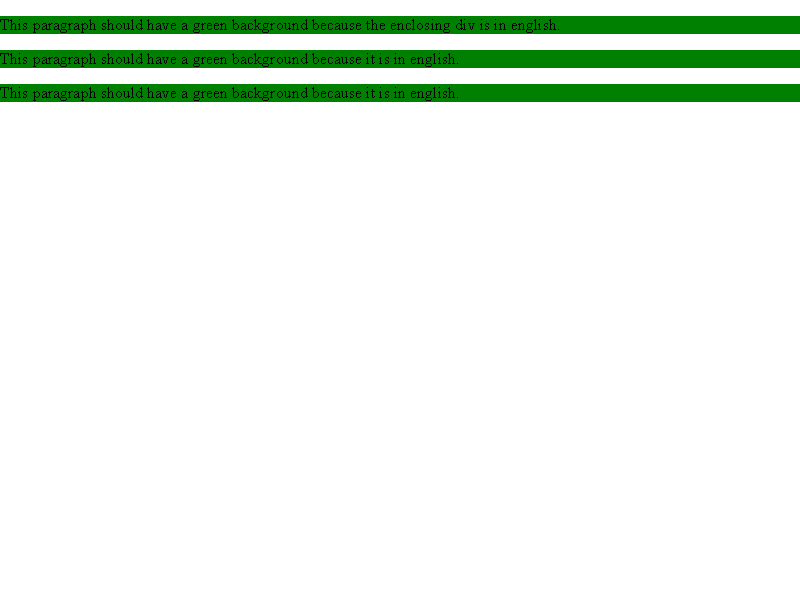 This paragraph should have a green background because the enclosing div is in english.
This paragraph should have a green background because it is in english.
This paragraph should have a green background because it is in english.